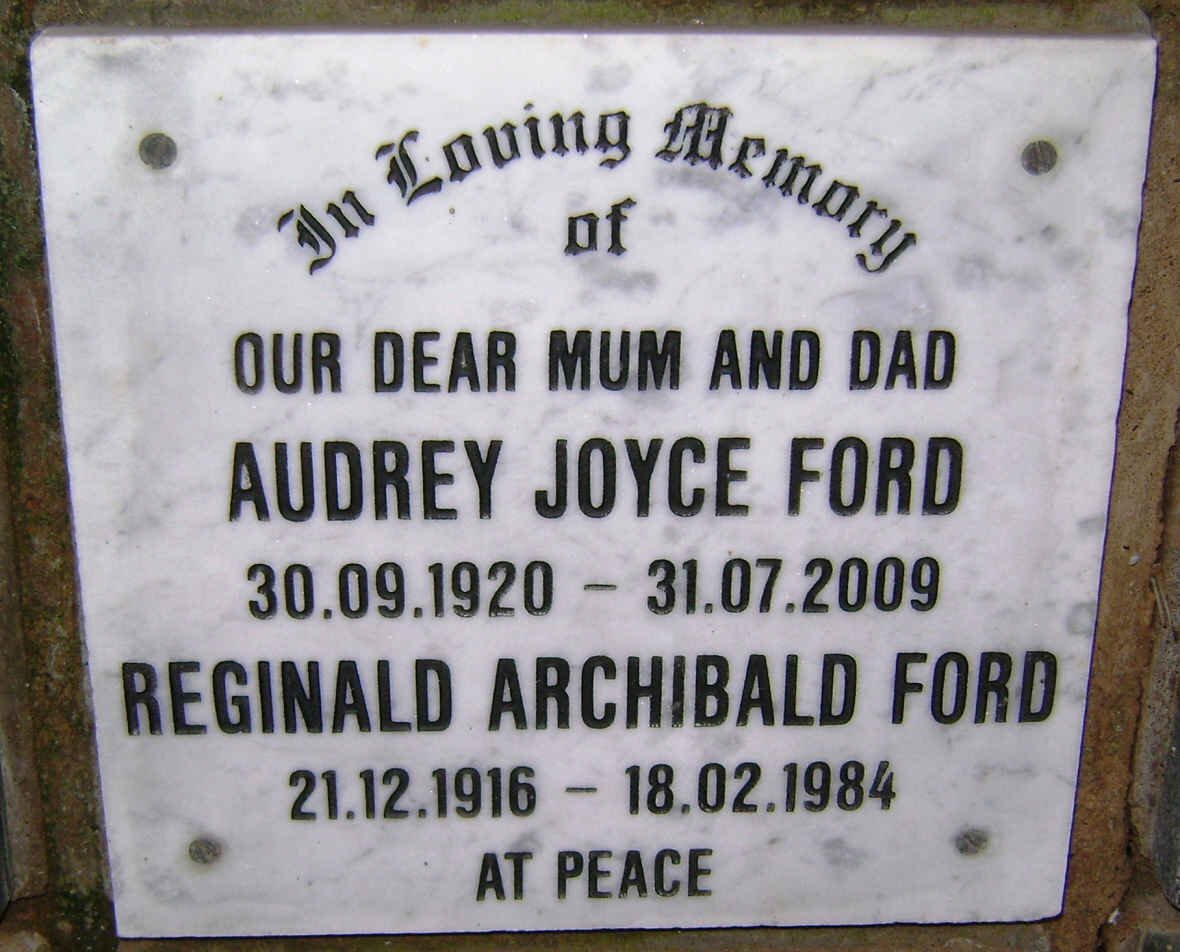 In Loving Memory
of
OUR DEAR MUM AND DAD
AUDREY JOYCE FORD
30.09.1920 - 31.07.2009
REGINALD ARCHIBALD FORD
21.12.1916 - 18.02.1984
AT PEACE